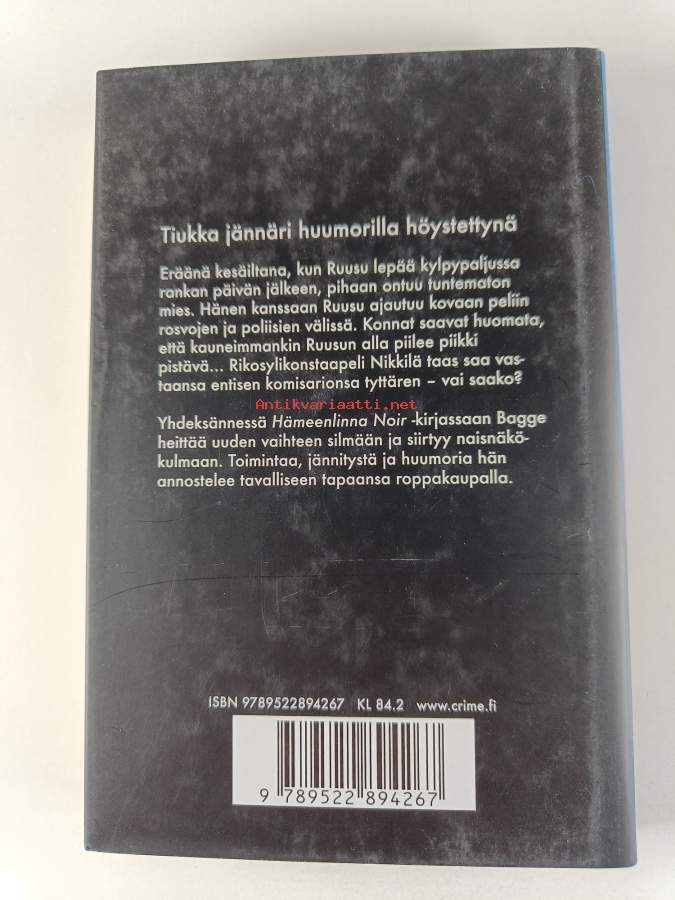 Tiukka jännäri huumorilla höystettynä
Eräänä kesäiltana, kun Ruusu lepää kylpypaljussa
rankan päivän jälkeen, pihaan ontuu tuntematon
mies. Hänen kanssaan Ruusu ajautuu kovaan peliin
rosvojen ja poliisien välissä. Konnat saavat huomata,
että kauneimmankin Ruusun alla piilee piikki
pistävä... Rikosylikonstaapeli Nikkilä taas saa vas-
taansa entisen komisarionsa tyttären – vai saako?
Antikvariaatti.net
Yhdeksännessä Hämeenlinna Noir -kirjassaan Bagge
heittää uuden vaihteen silmään ja siirtyy naisnäkö-
kulmaan. Toimintaa, jännitystä ja huumoria hän
annostelee tavalliseen tapaansa roppakaupalla.
ISBN 9789522894267 KL 84.2 www.crime.fi
9 789522 894267